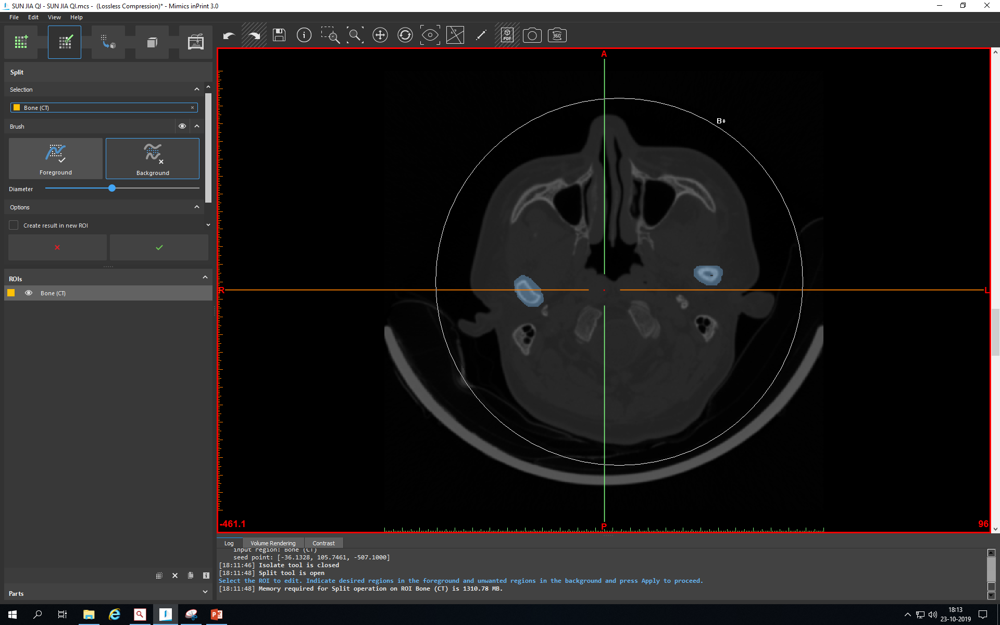 SUN JIA QI - SUN JIA QI.mcs - (Lossless Compression)* - Mimics inPrint 3.0
File Edit View Help
PDF
360°
Split
Selection
Bone (CT)
Brush
Foreground
Background
Diameter
Options
Create result in new ROI
ROIs
Bone (CT)
Parts
A
B+
R
L
P
-461.1
96
Log Volume Rendering Contrast
input region: Bone (CT)
seed point: [-36.1328, 105.7461, -507.1000]
[18:11:46] Isolate tool is closed
[18:11:48] Split tool is open
Select the ROI to edit. Indicate desired regions in the foreground and unwanted regions in the background and press Apply to proceed.
[18:11:48] Memory required for Split operation on ROI Bone (CT) is 1310.78 MB.
18:13
23-10-2019